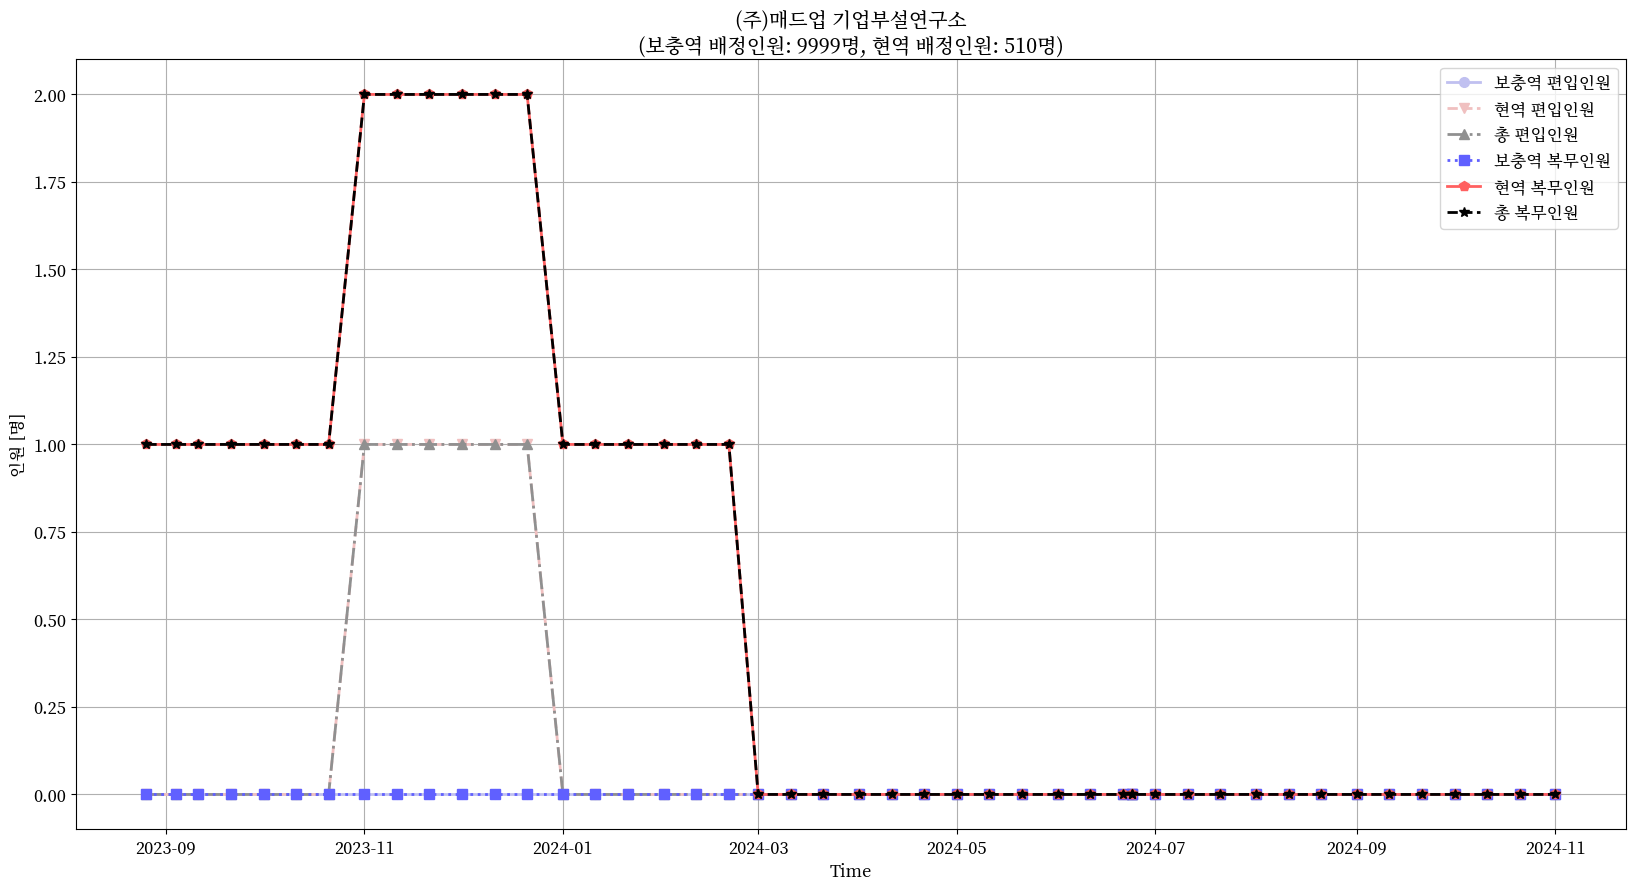 (주)매드업 기업부설연구소
(보충역 배정인원: 9999명, 현역 배정인원: 510명)
보충역 편입인원
현역 편입인원
총 편입인원
보충역 복무인원
현역 복무인원
총 복무인원
2.00
1.75
1.50
1.25
1.00
0.75
0.50
0.25
0.00
인원 [명]
2023-09 2023-11 2024-01 2024-03 2024-05 2024-07 2024-09 2024-11
Time